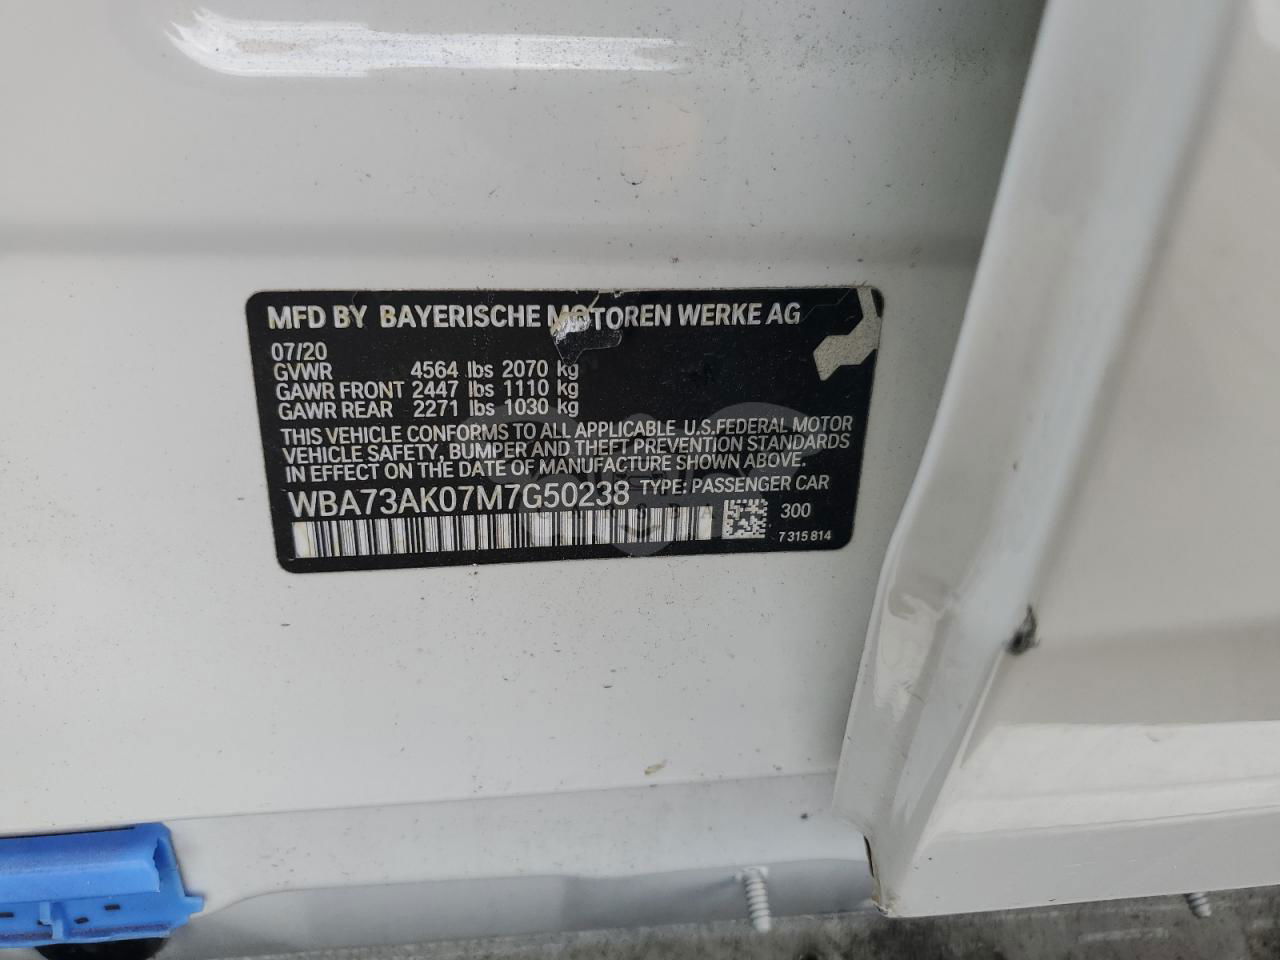 MFD BY BAYERISCHE MOTOREN WERKE AG
07/20
GVWR 4564 lbs 2070 kg
GAWR FRONT 2447 lbs 1110 kg
GAWR REAR 2271 lbs 1030 kg
THIS VEHICLE CONFORMS TO ALL APPLICABLE U.S.FEDERAL MOTOR
VEHICLE SAFETY, BUMPER AND THEFT PREVENTION STANDARDS
IN EFFECT ON THE DATE OF MANUFACTURE SHOWN ABOVE.
WBA73AK07M7G50238 TYPE: PASSENGER CAR
300
7 315 814